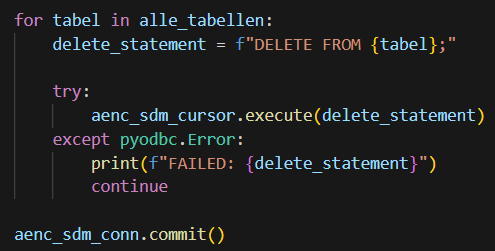 for tabel in alle_tabellen:
    delete_statement = f"DELETE FROM {tabel};"

    try:
        aenc_sdm_cursor.execute(delete_statement)
    except pyodbc.Error:
        print(f"FAILED: {delete_statement}")
        continue

aenc_sdm_conn.commit()